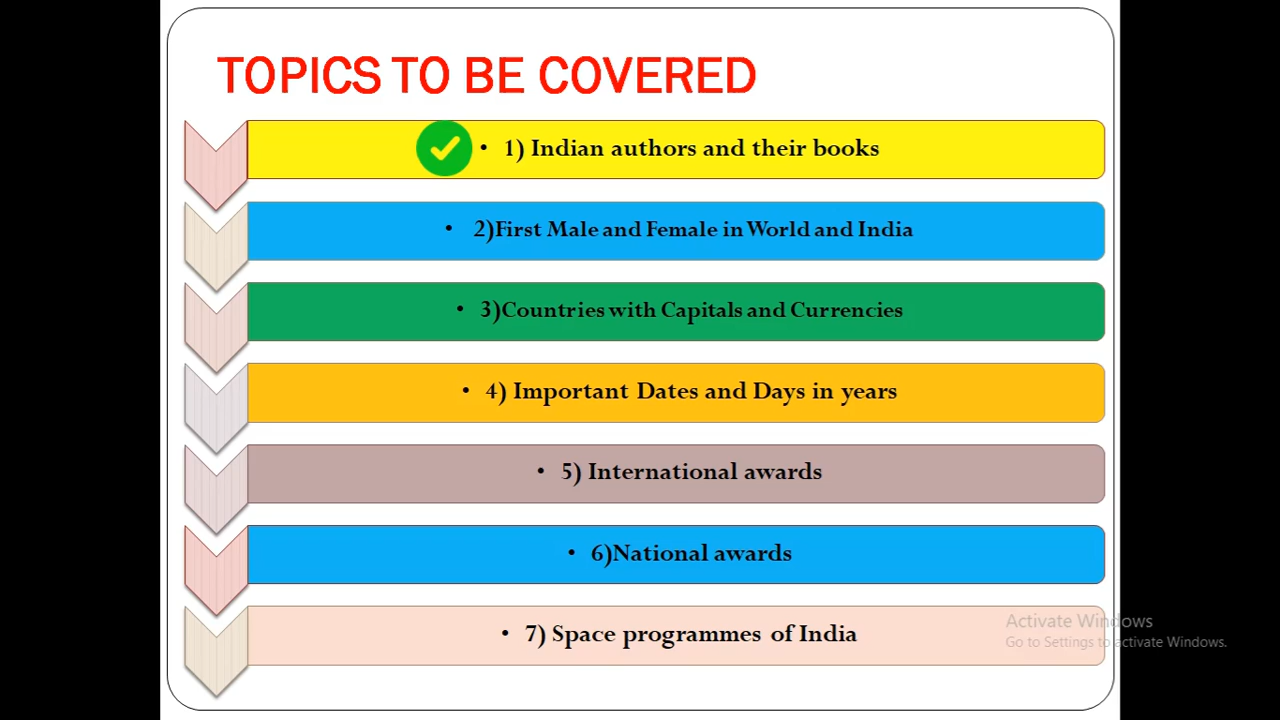 TOPICS TO BE COVERED
• 1) Indian authors and their books
• 2)First Male and Female in World and India
• 3)Countries with Capitals and Currencies
• 4) Important Dates and Days in years
• 5) International awards
• 6)National awards
• 7) Space programmes of India
Activate Windows
Go to Settings to activate Windows.